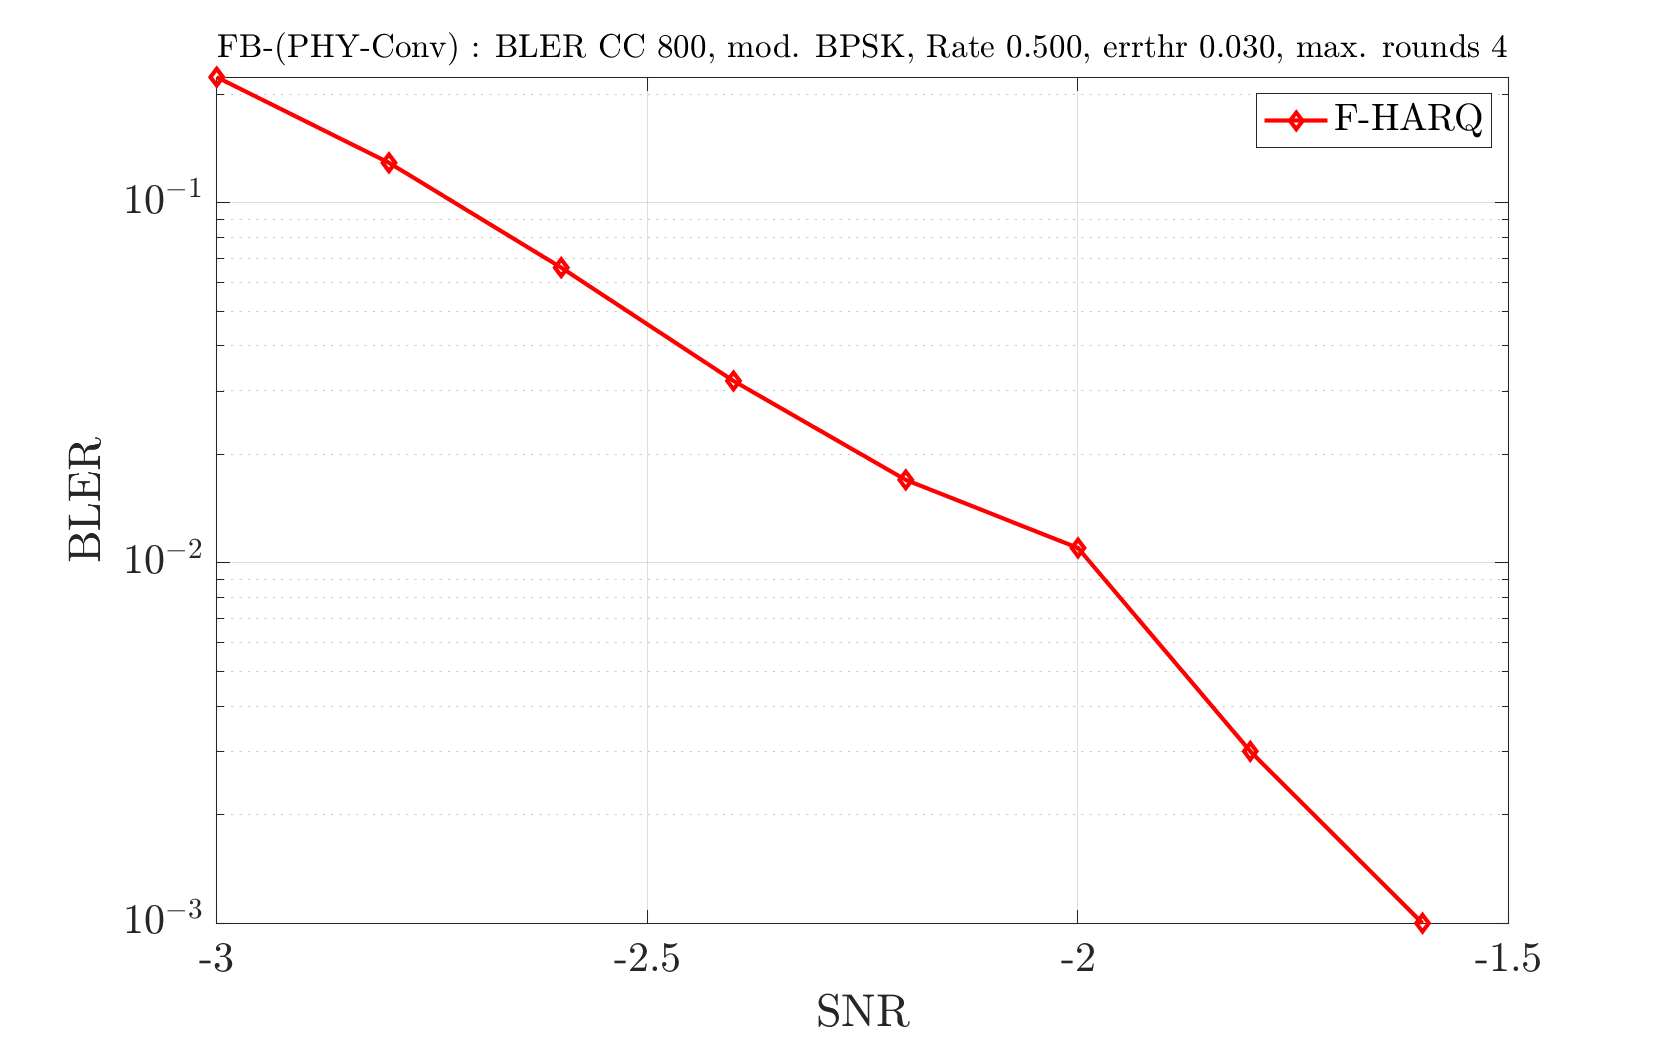 FB-(PHY-Conv) : BLER CC 800, mod. BPSK, Rate 0.500, errthr 0.030, max. rounds 4
F-HARQ
10⁻¹
10⁻²
10⁻³
BLER
-3
-2.5
-2
-1.5
SNR